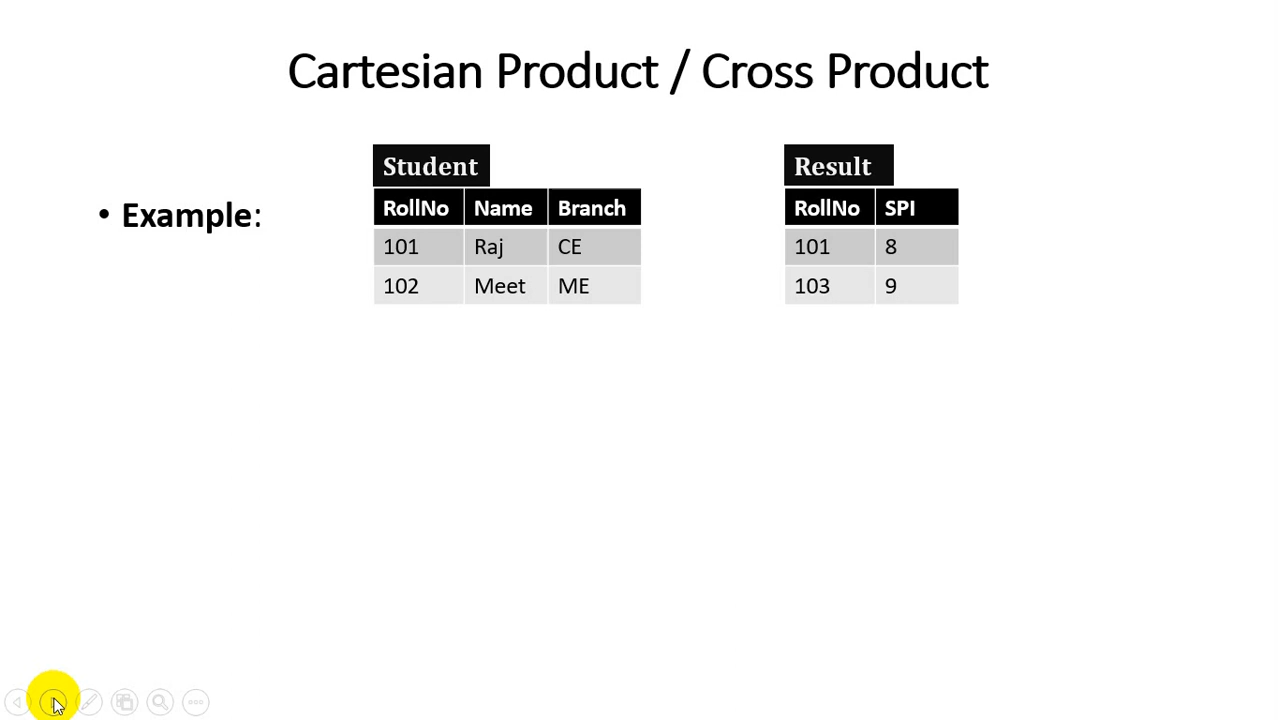 Cartesian Product / Cross Product
• Example:
Student
RollNo Name Branch
101 Raj CE
102 Meet ME
Result
RollNo SPI
101 8
103 9